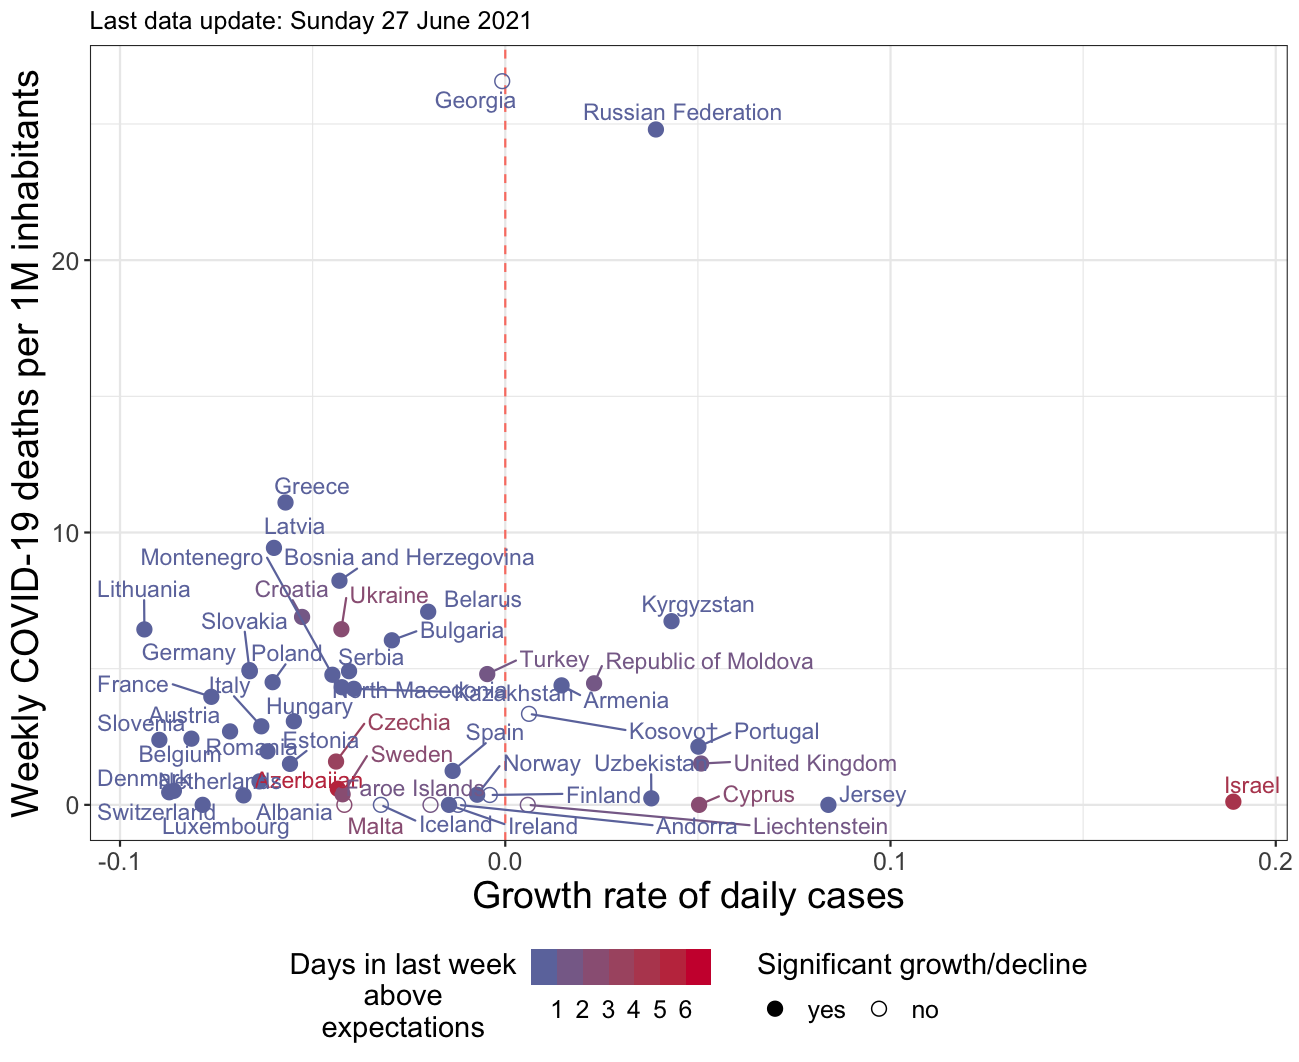 Last data update: Sunday 27 June 2021
Weekly COVID-19 deaths per 1M inhabitants
20
10
0
Georgia
Russian Federation
Greece
Latvia
Montenegro
Bosnia and Herzegovina
Lithuania
Croatia
Ukraine
Belarus
Kyrgyzstan
Slovakia
Bulgaria
Germany
Poland
Serbia
Turkey
Republic of Moldova
France
Italy
North Macedonia
Kazakhstan
Armenia
Hungary
Slovenia
Austria
Czechia
Spain
Kosovo†
Portugal
Belgium
Romania
Estonia
Sweden
Norway
Uzbekistan
United Kingdom
Denmark
Netherlands
Azerbaijan
Faroe Islands
Finland
Cyprus
Jersey
Israel
Switzerland
Albania
Luxembourg
Malta
Iceland
Ireland
Andorra
Liechtenstein
-0.1
0.0
0.1
0.2
Growth rate of daily cases
Days in last week
above
expectations
1 2 3 4 5 6
Significant growth/decline
yes
no